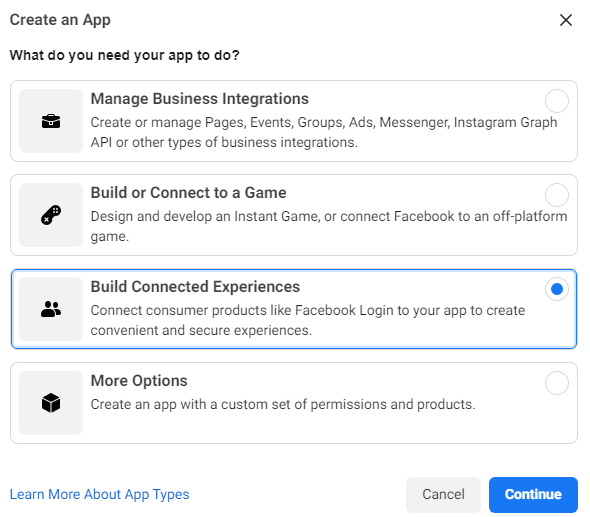 Create an App
What do you need your app to do?
Manage Business Integrations
Create or manage Pages, Events, Groups, Ads, Messenger, Instagram Graph
API or other types of business integrations.
Build or Connect to a Game
Design and develop an Instant Game, or connect Facebook to an off-platform
game.
Build Connected Experiences
Connect consumer products like Facebook Login to your app to create
convenient and secure experiences.
More Options
Create an app with a custom set of permissions and products.
Learn More About App Types
Cancel
Continue